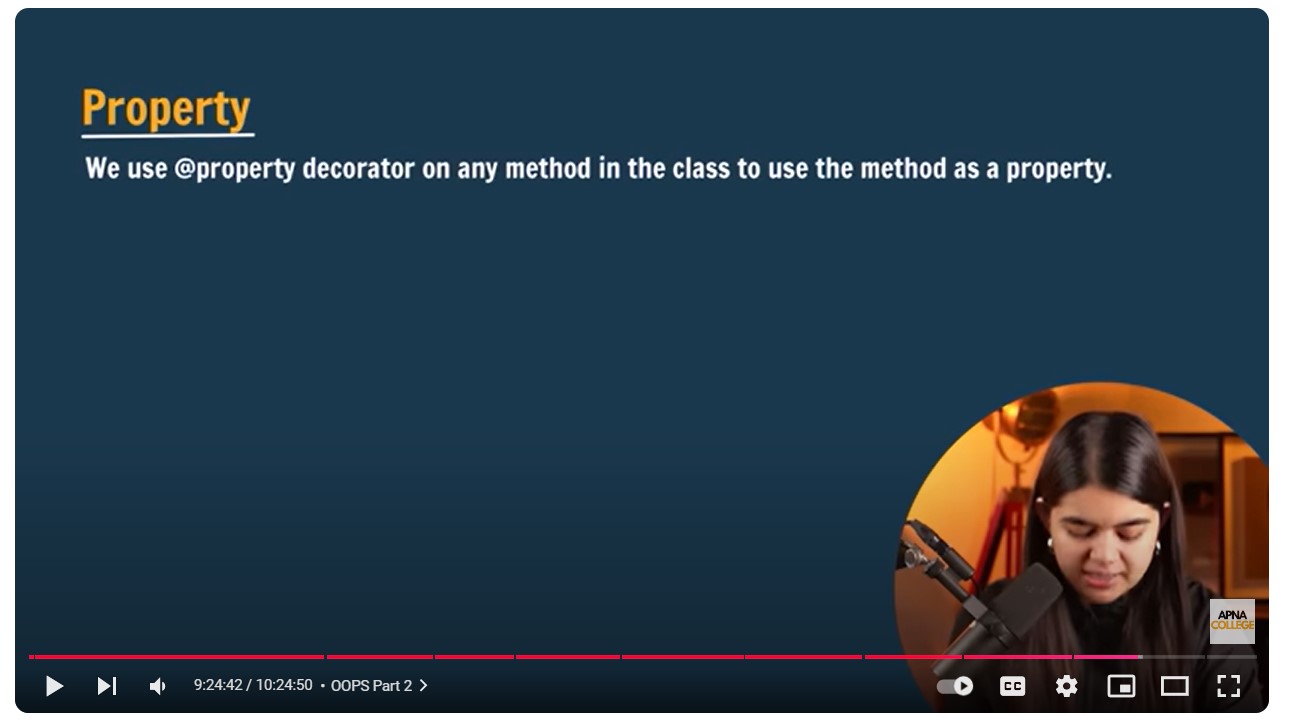 Property
We use @property decorator on any method in the class to use the method as a property.
APNA
COLLEGE
9:24:42 / 10:24:50 • OOPS Part 2
CC